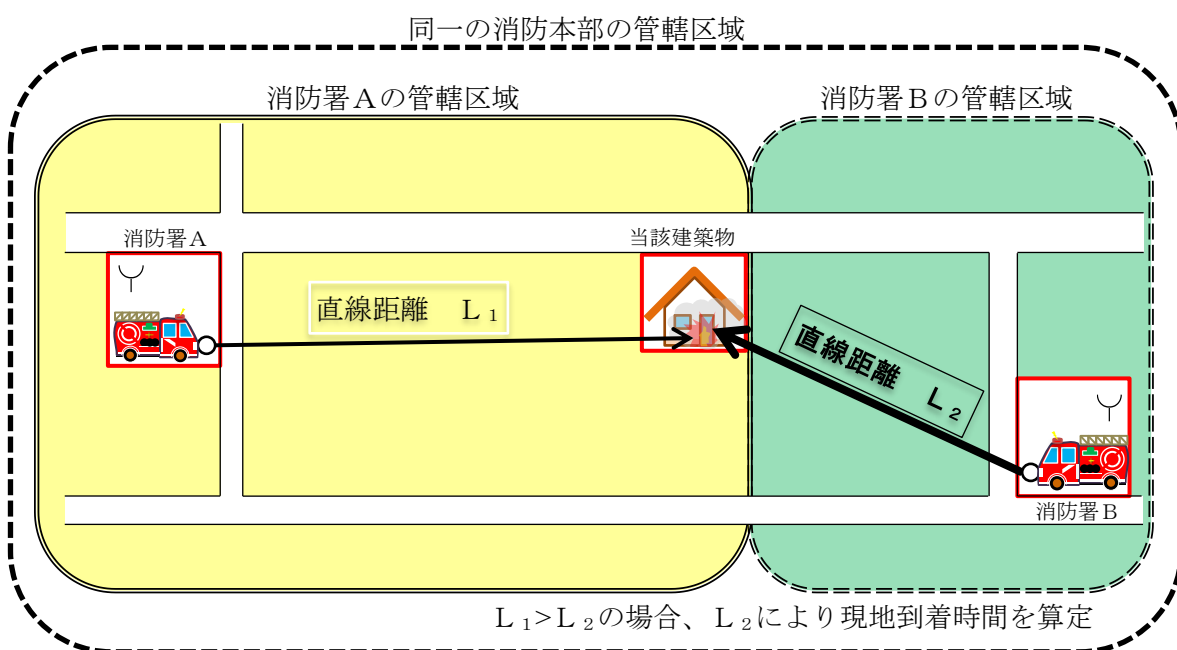 同一の消防本部の管轄区域
消防署Aの管轄区域
消防署Bの管轄区域
消防署A
当該建築物
直線距離　L₁
直線距離　L₂
消防署B
L₁>L₂の場合、L₂により現地到着時間を算定